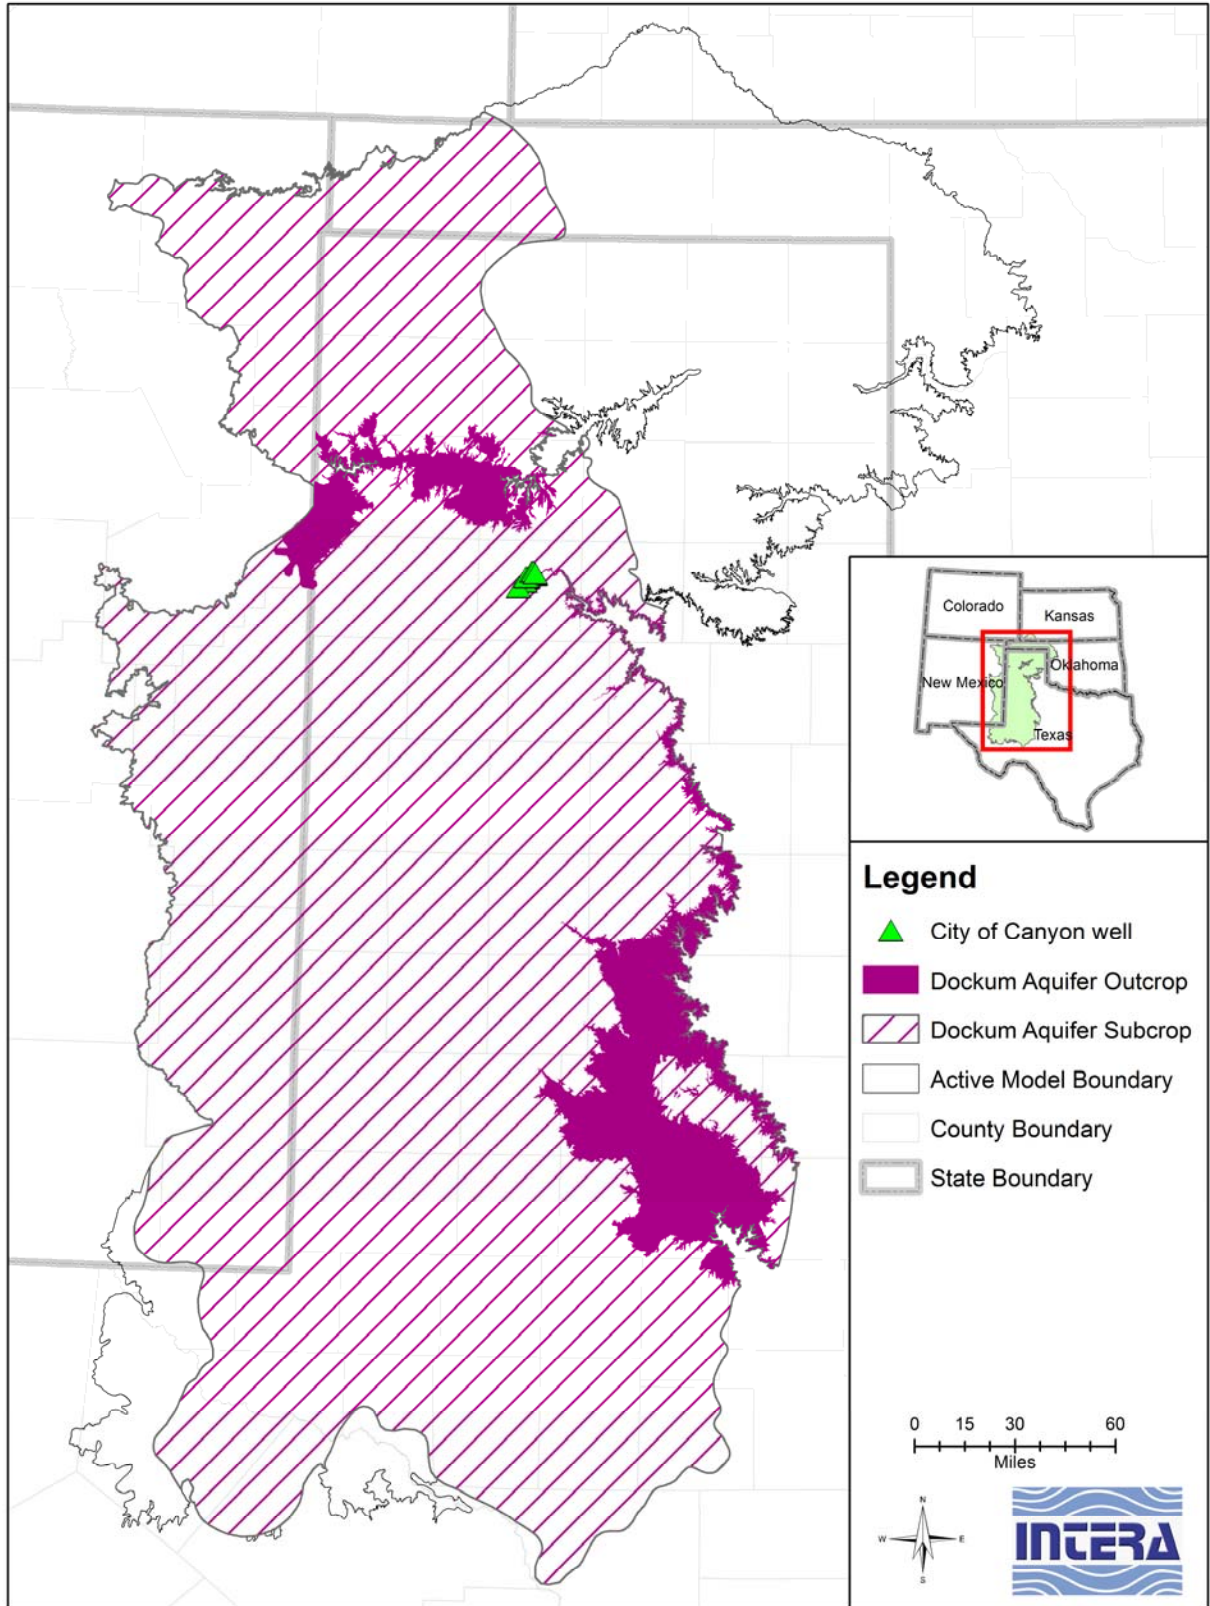 Colorado
Kansas
New Mexico
Oklahoma
Texas
Legend
City of Canyon well
Dockum Aquifer Outcrop
Dockum Aquifer Subcrop
Active Model Boundary
County Boundary
State Boundary
0 15 30 60
Miles
N
W E
S
INTERA